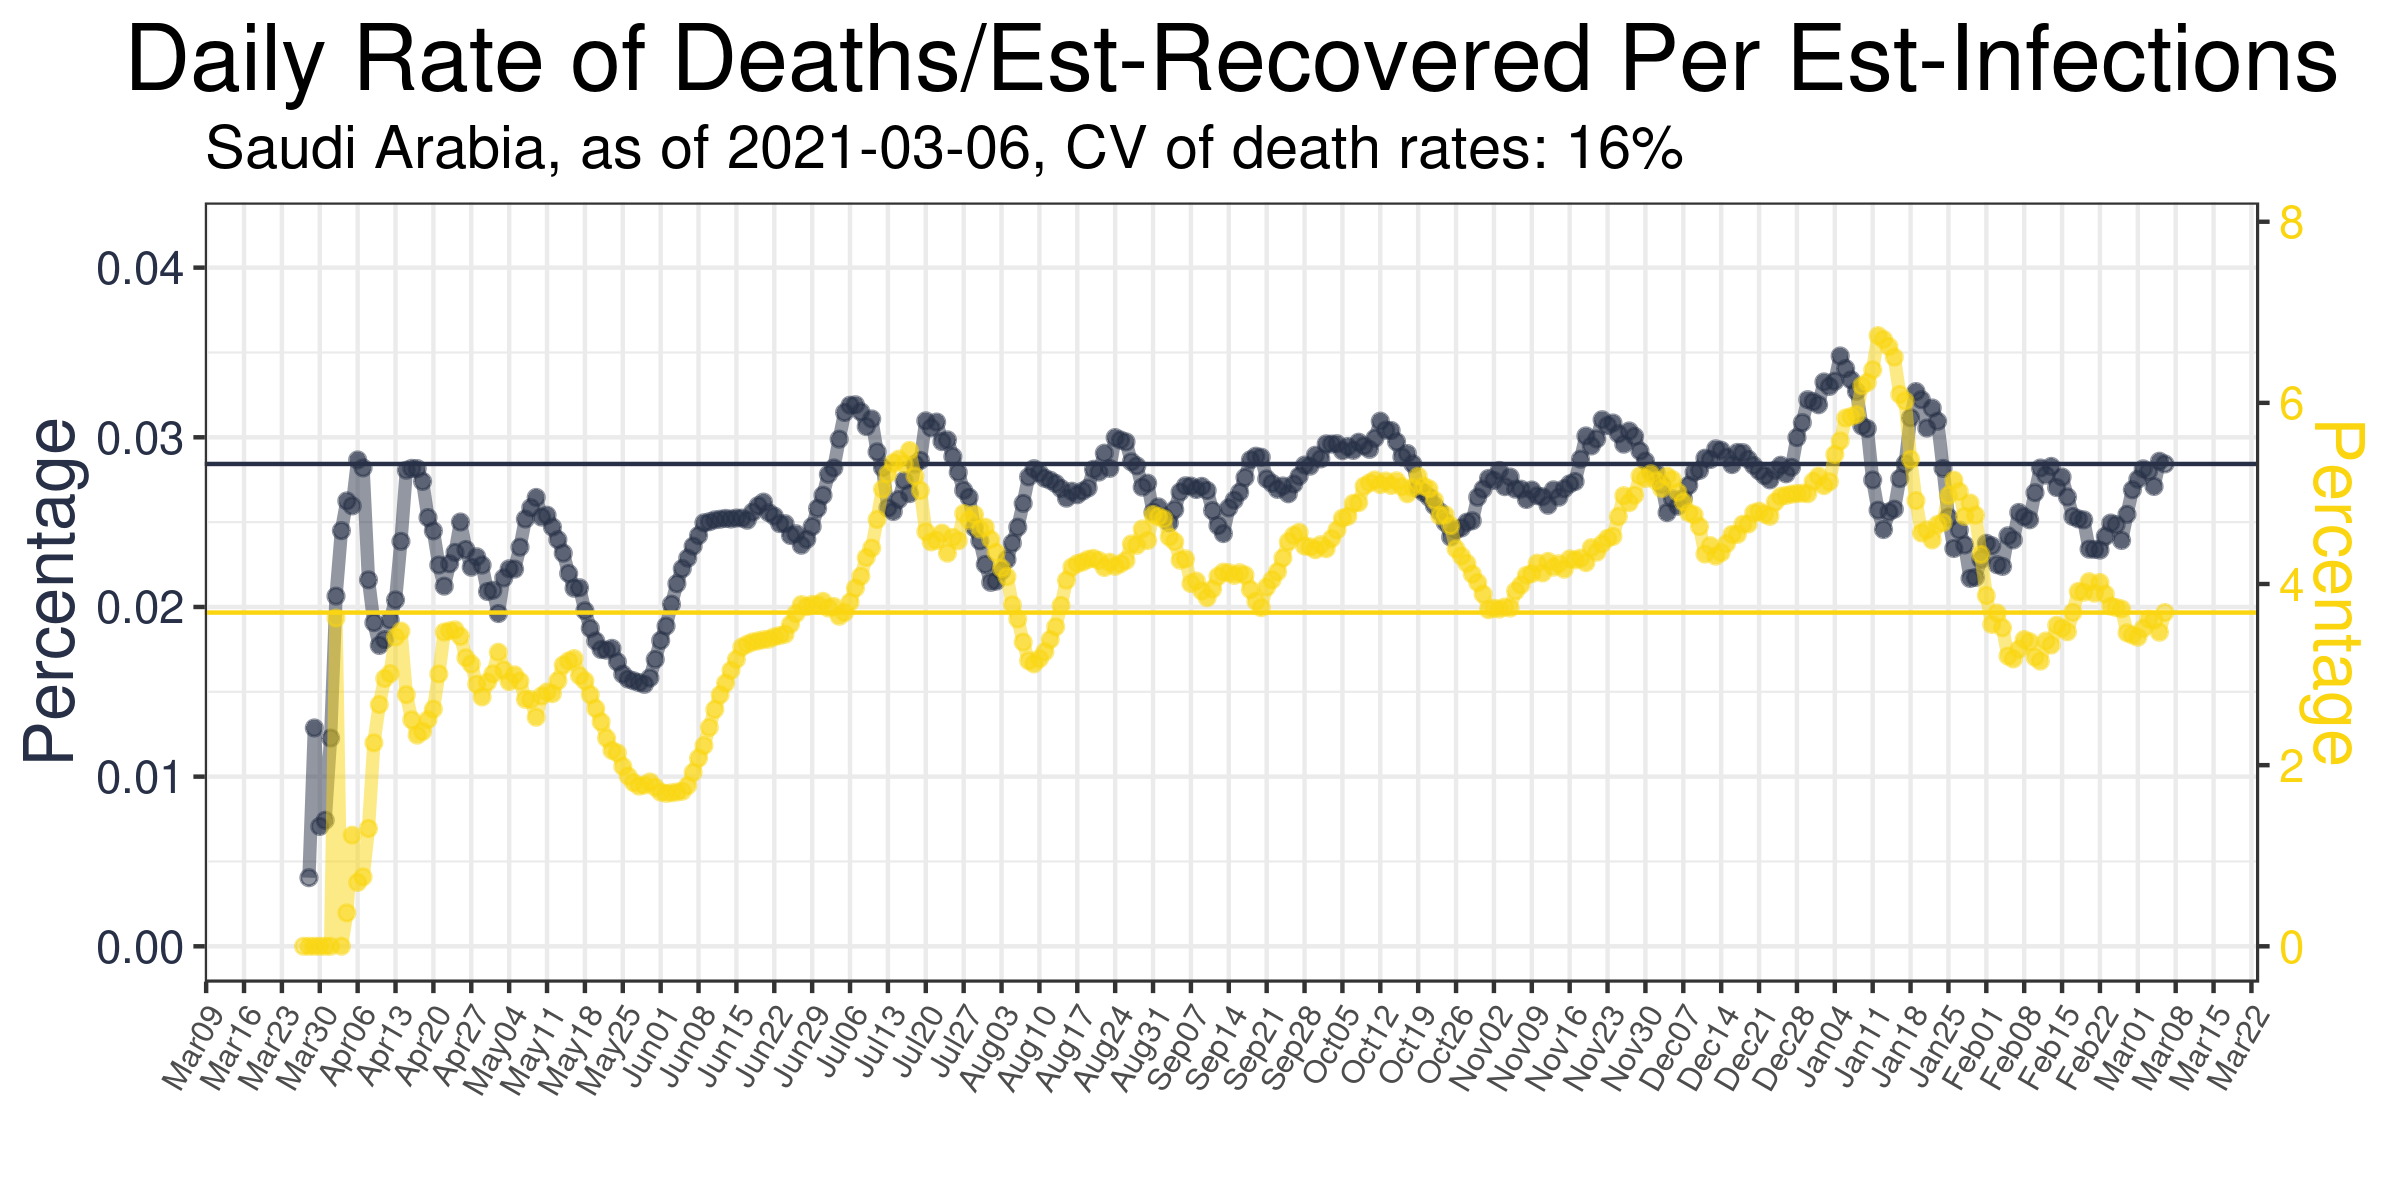 Daily Rate of Deaths/Est-Recovered Per Est-Infections
Saudi Arabia, as of 2021-03-06, CV of death rates: 16%
Percentage
0.04
0.03
0.02
0.01
0.00
8
6
4
2
0
Percentage
Mar09
Mar16
Mar23
Mar30
Apr06
Apr13
Apr20
Apr27
May04
May11
May18
May25
Jun01
Jun08
Jun15
Jun22
Jun29
Jul06
Jul13
Jul20
Jul27
Aug03
Aug10
Aug17
Aug24
Aug31
Sep07
Sep14
Sep21
Sep28
Oct05
Oct12
Oct19
Oct26
Nov02
Nov09
Nov16
Nov23
Nov30
Dec07
Dec14
Dec21
Dec28
Jan04
Jan11
Jan18
Jan25
Feb01
Feb08
Feb15
Feb22
Mar01
Mar08
Mar15
Mar22